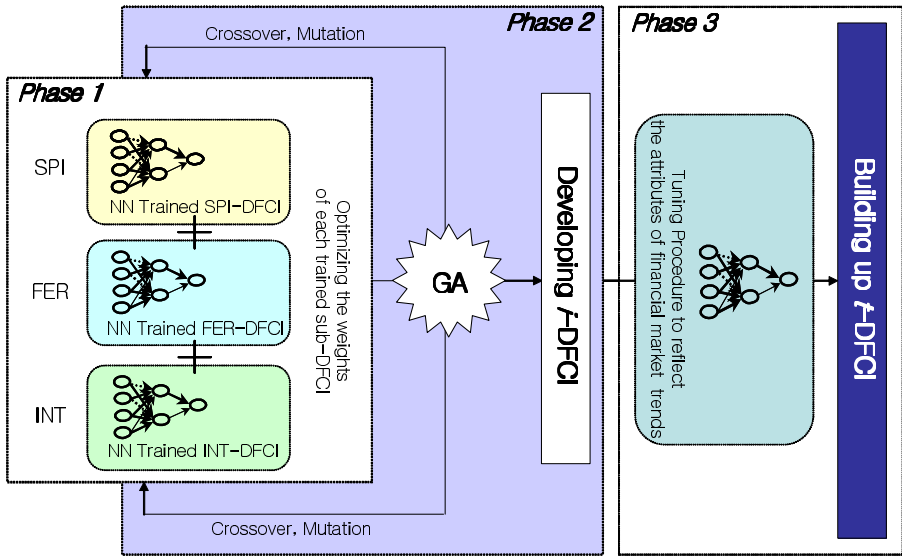 Phase 2
Crossover, Mutation
Phase 1
SPI
NN Trained SPI-DFCI
FER
NN Trained FER-DFCI
INT
NN Trained INT-DFCI
Optimizing the weights
of each trained sub-DFCI
GA
Developing i-DFCI
Crossover, Mutation
Phase 3
Tuning Procedure to reflect
the attributes of financial market trends
Building up t-DFCI